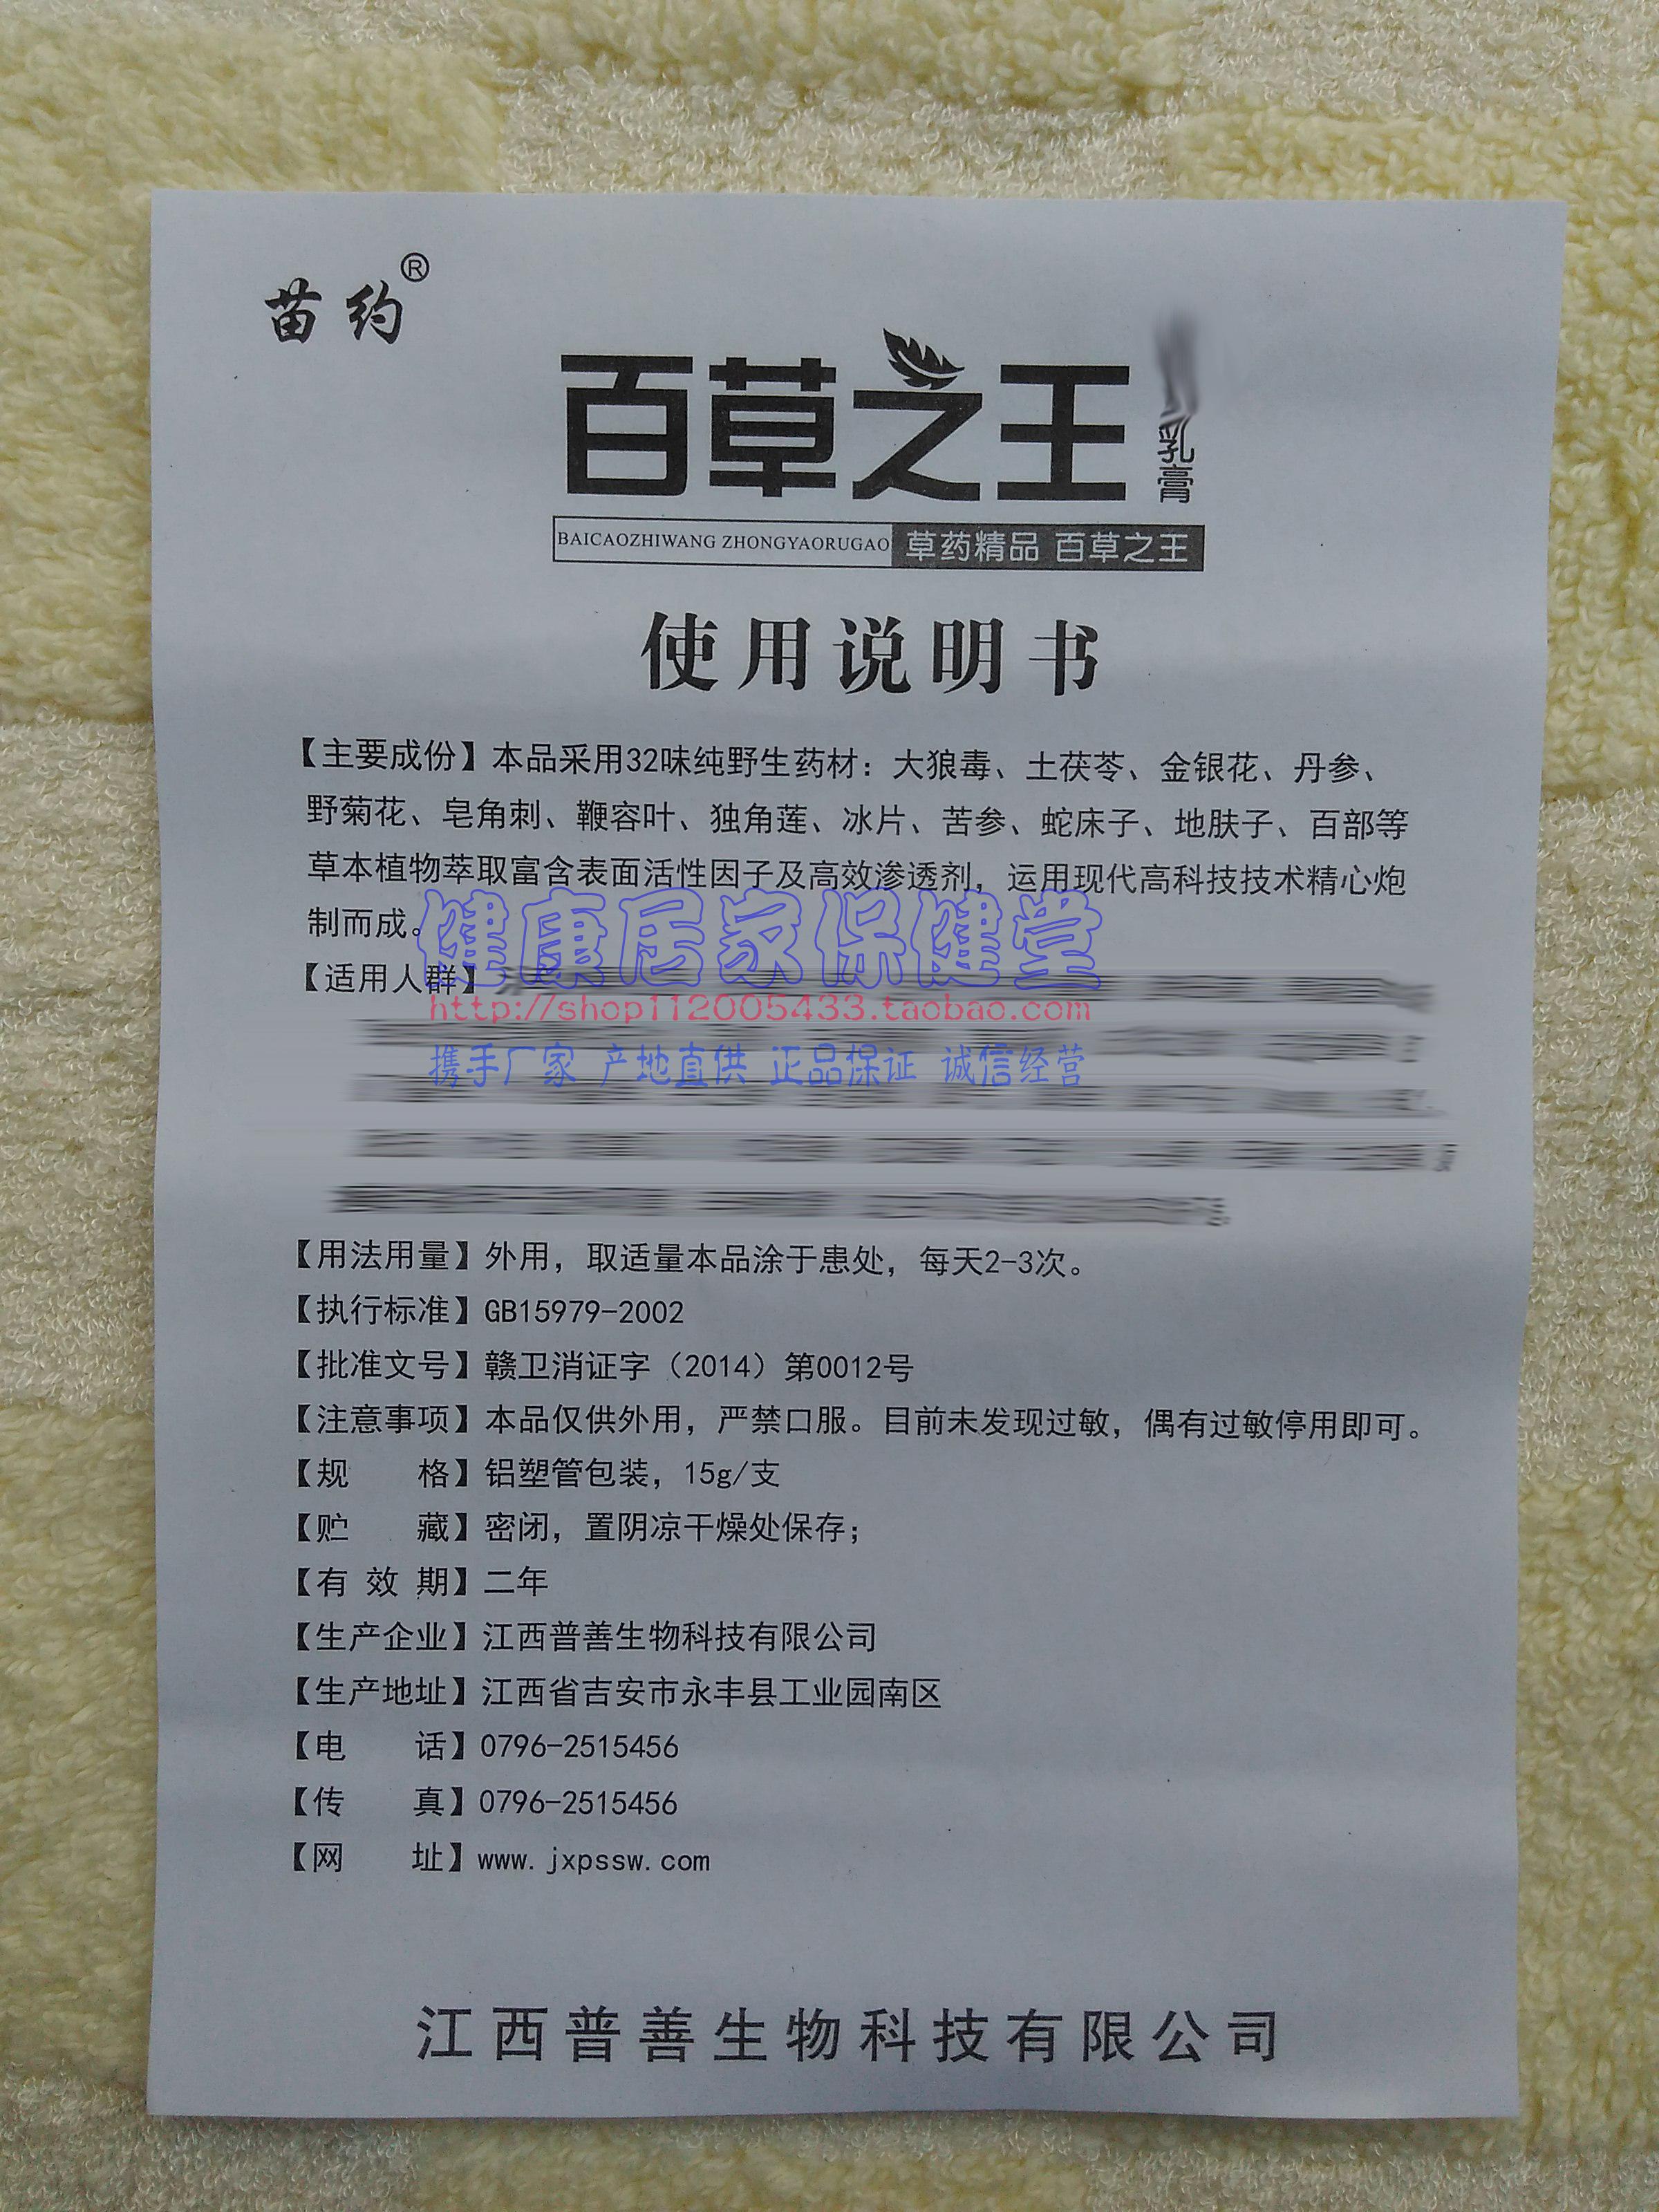 苗约®
百草之王
乳膏
BAICAOZHIWANG ZHONGYAORUGAO 草药精品 百草之王
使用说明书
【主要成份】本品采用32味纯野生药材：大狼毒、土茯苓、金银花、丹参、
野菊花、皂角刺、鞭容叶、独角莲、冰片、苦参、蛇床子、地肤子、百部等
草本植物萃取富含表面活性因子及高效渗透剂，运用现代高科技技术精心炮
制而成。
健康居家保健堂
【适用人群】
http://shop112005433.taobao.com
携手厂家 产地直供 正品保证 诚信经营
【用法用量】外用，取适量本品涂于患处，每天2-3次。
【执行标准】GB15979-2002
【批准文号】赣卫消证字（2014）第0012号
【注意事项】本品仅供外用，严禁口服。目前未发现过敏，偶有过敏停用即可。
【规 格】铝塑管包装，15g/支
【贮 藏】密闭，置阴凉干燥处保存；
【有 效 期】二年
【生产企业】江西普善生物科技有限公司
【生产地址】江西省吉安市永丰县工业园南区
【电 话】0796-2515456
【传 真】0796-2515456
【网 址】www.jxpssw.com
江西普善生物科技有限公司